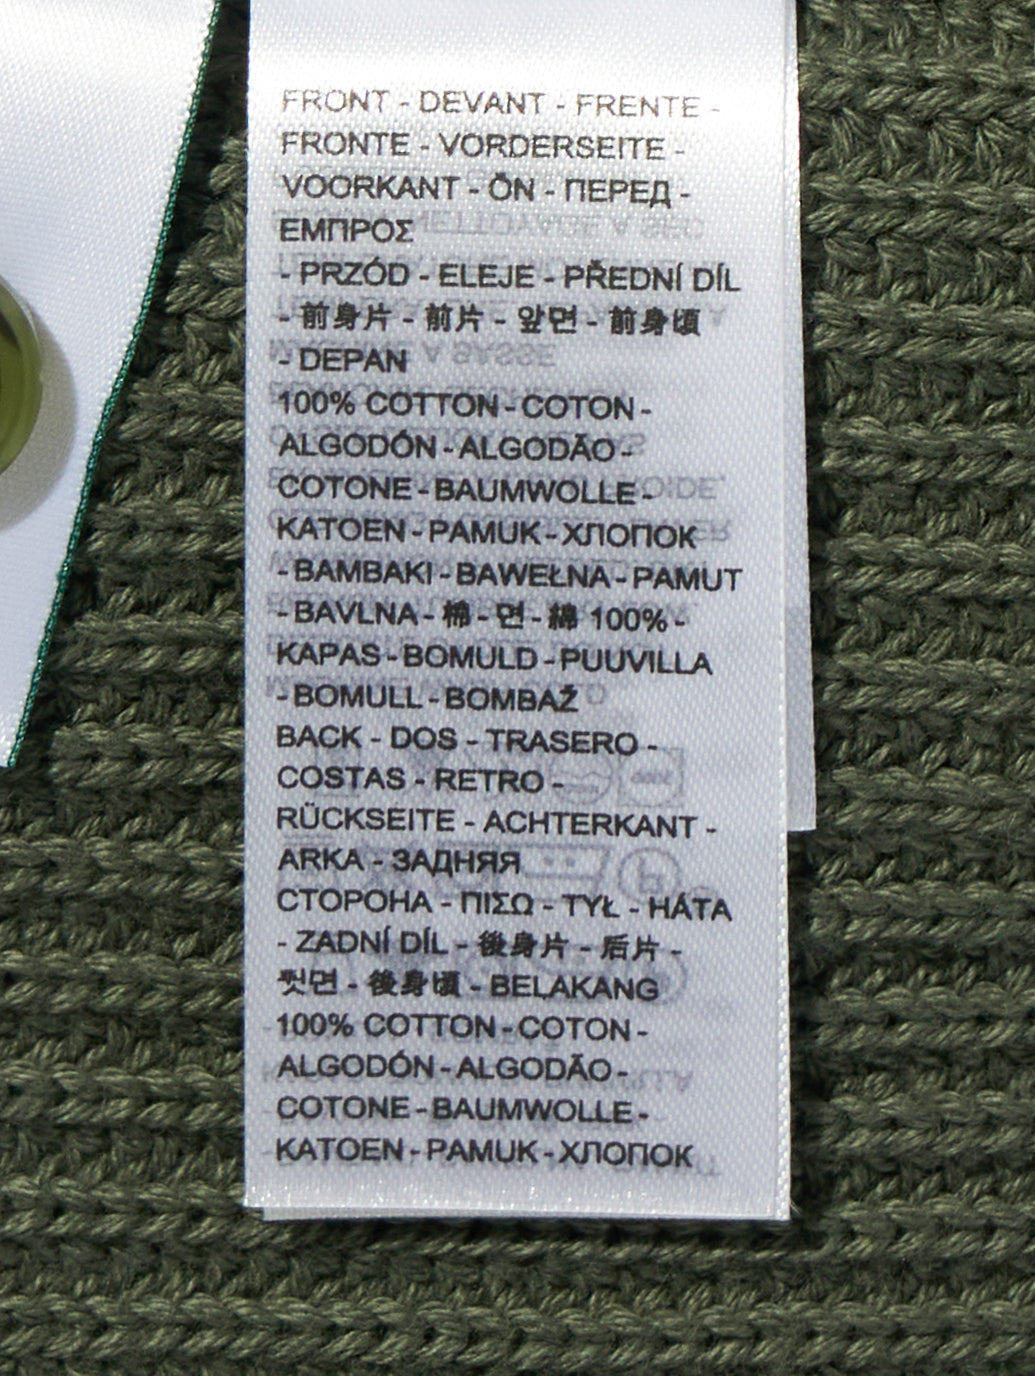 FRONT - DEVANT - FRENTE -
FRONTE - VORDERSEITE -
VOORKANT - ÖN - ПЕРЕД -
ΕΜΠΡΟΣ
- PRZÓD - ELEJE - PŘEDNÍ DÍL
- 前身片 - 前片 - 앞면 - 前身頃
- DEPAN
100% COTTON - COTON -
ALGODÓN - ALGODÃO -
COTONE - BAUMWOLLE -
KATOEN - PAMUK - ХЛОПОК
- ΒΑΜΒΑΚΙ - BAWEŁNA - PAMUT
- BAVLNA - 棉 - 면 - 綿 100% -
KAPAS - BOMULD - PUUVILLA
- BOMULL - BOMBAŽ
BACK - DOS - TRASERO -
COSTAS - RETRO -
RÜCKSEITE - ACHTERKANT -
ARKA - ЗАДНЯЯ
СТОРОНА - ΠΙΣΩ - TYŁ - HÁTA
- ZADNÍ DÍL - 後身片 - 后片 -
뒷면 - 後身頃 - BELAKANG
100% COTTON - COTON -
ALGODÓN - ALGODÃO -
COTONE - BAUMWOLLE -
KATOEN - PAMUK - ХЛОПОК